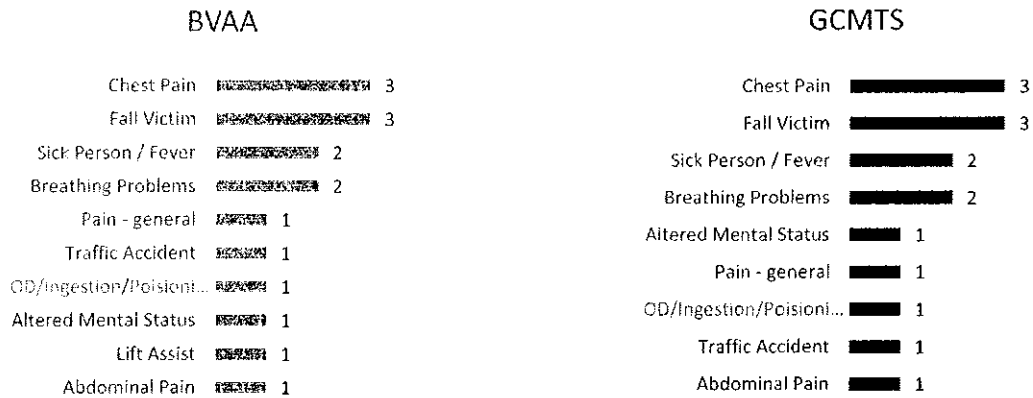 BVAA
Chest Pain 3
Fall Victim 3
Sick Person / Fever 2
Breathing Problems 2
Pain - general 1
Traffic Accident 1
OD/Ingestion/Poisioni... 1
Altered Mental Status 1
Lift Assist 1
Abdominal Pain 1
GCMTS
Chest Pain 3
Fall Victim 3
Sick Person / Fever 2
Breathing Problems 2
Altered Mental Status 1
Pain - general 1
OD/Ingestion/Poisioni... 1
Traffic Accident 1
Abdominal Pain 1